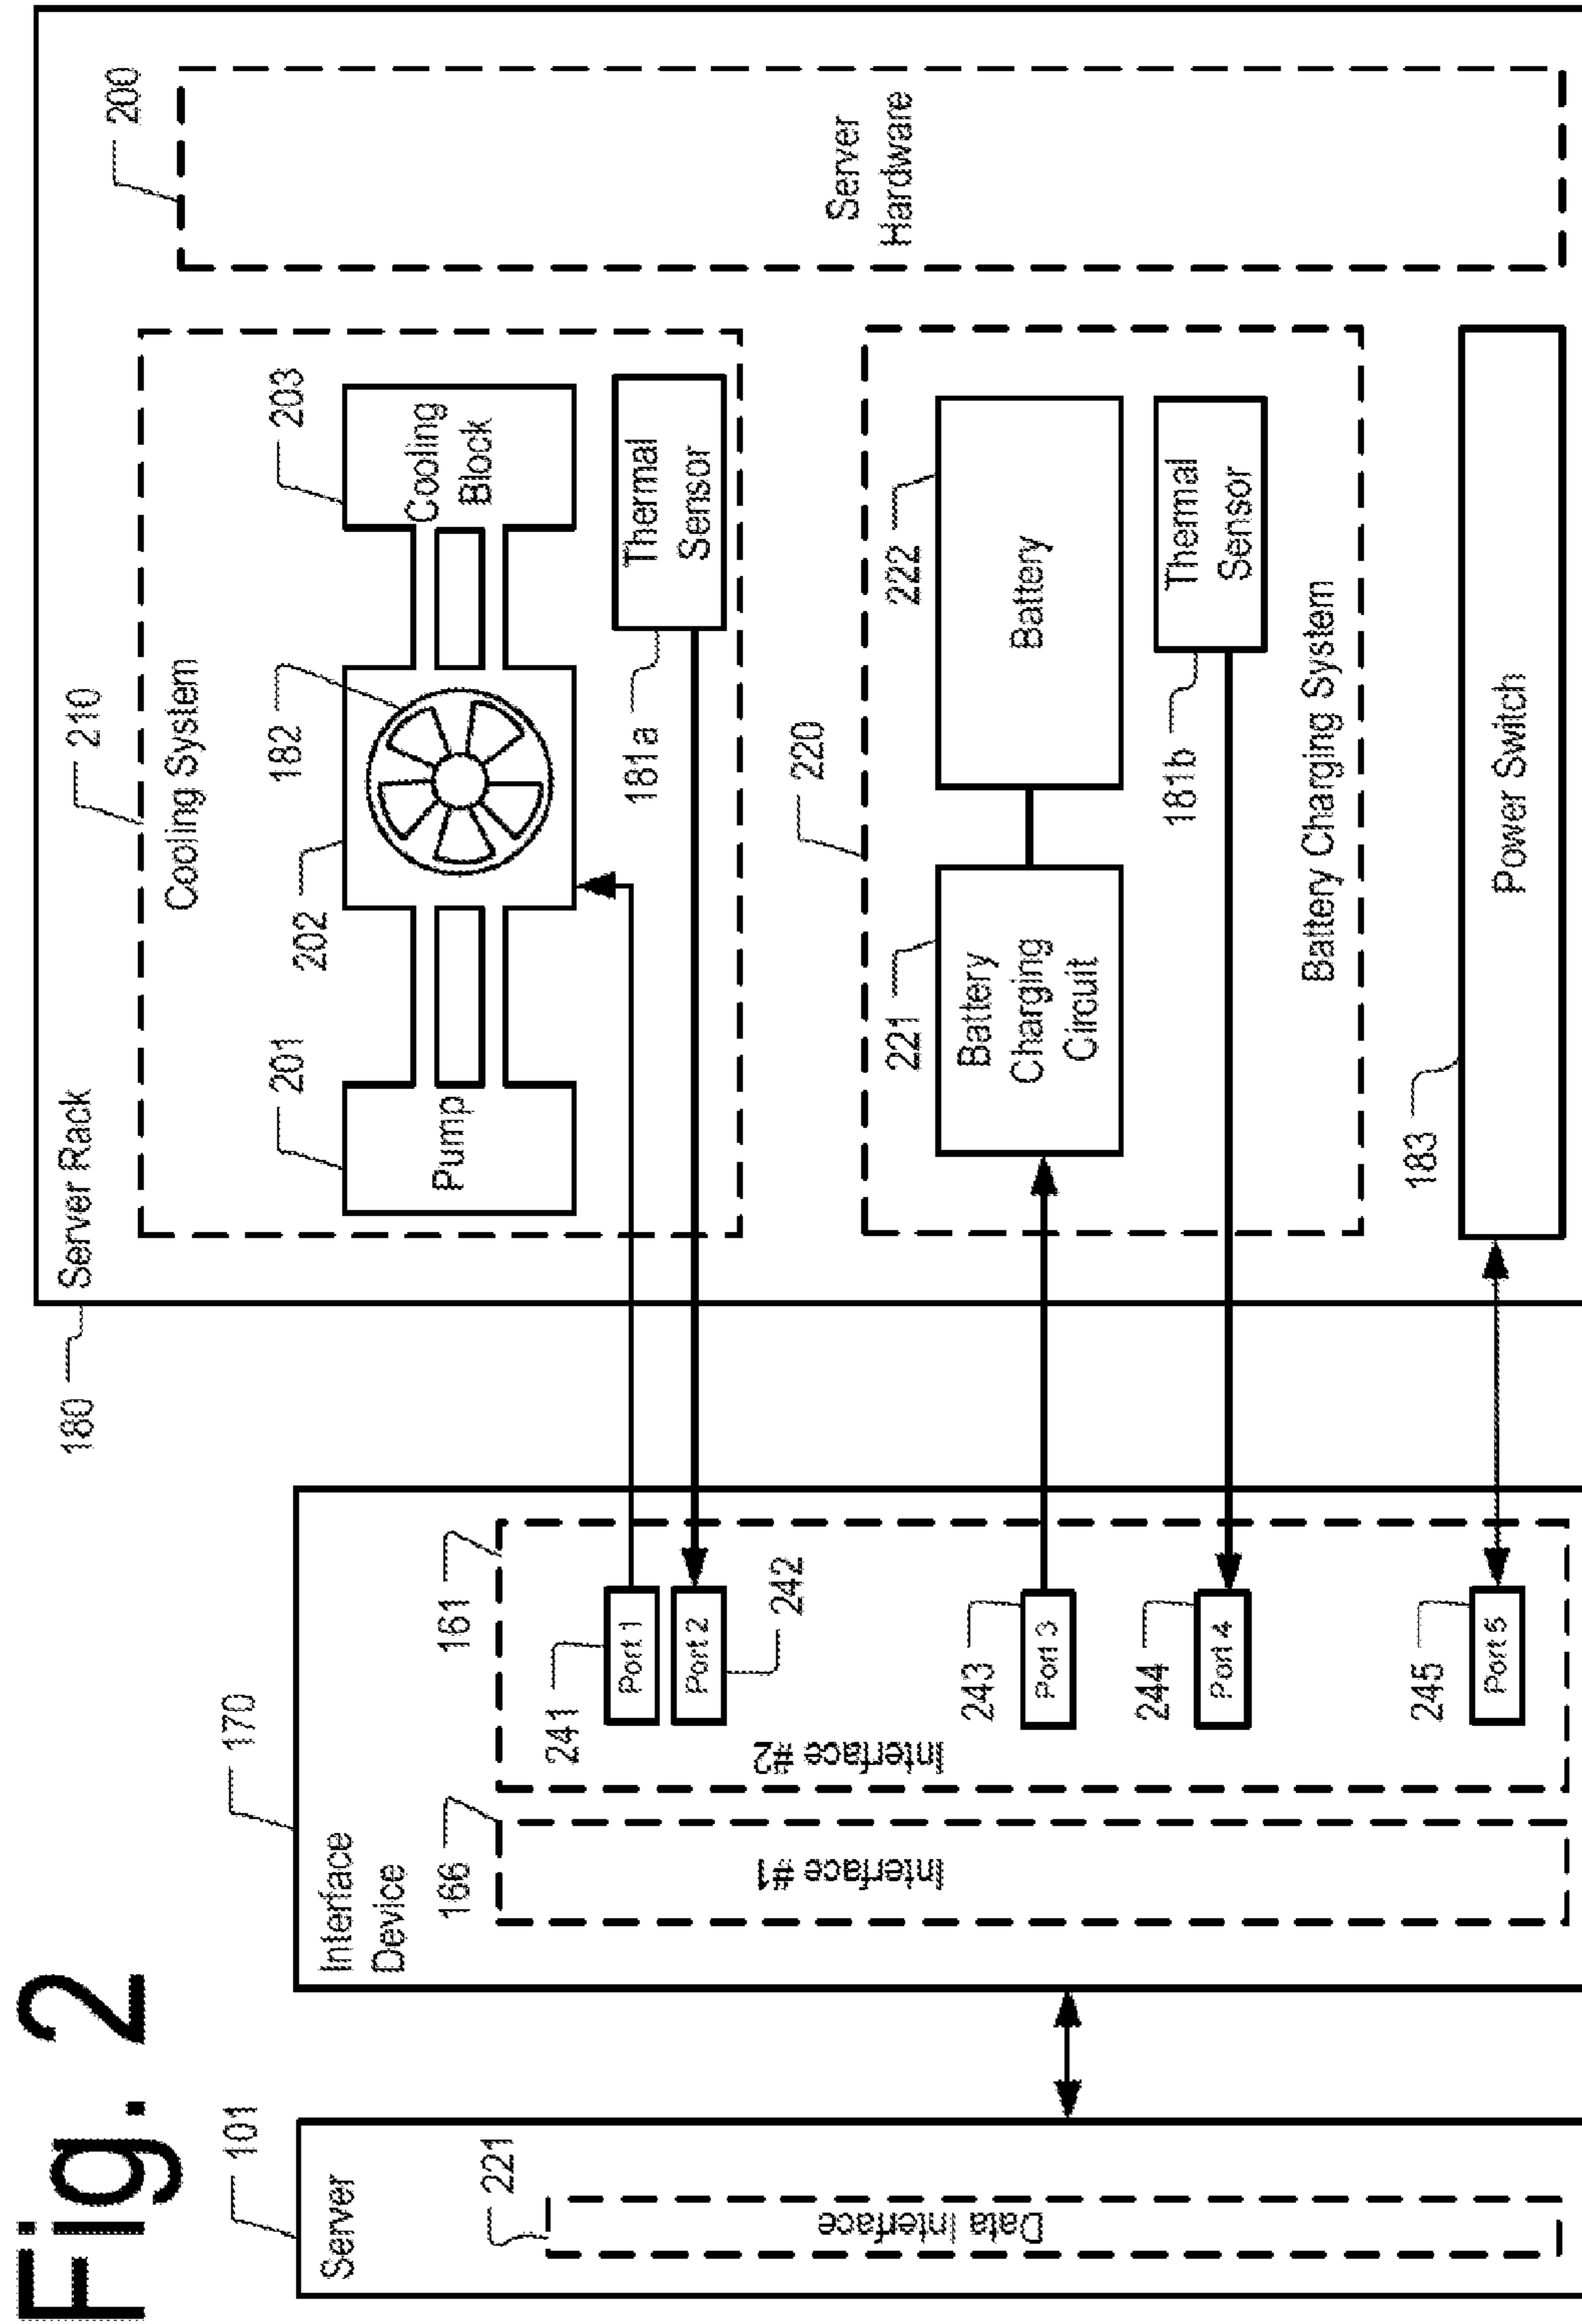 Fig. 2
101
Server
221
Data Interface
170
Interface
Device
166
Interface #1
161
Interface #2
241
Port 1
Port 2
242
243
Port 3
244
Port 4
245
Port 5
180
Server Rack
210
Cooling System
201
Pump
202
182
203
Cooling
Block
181a
Thermal
Sensor
220
221
Battery
Charging
Circuit
222
Battery
181b
Thermal
Sensor
Battery Charging System
183
Power Switch
200
Server
Hardware